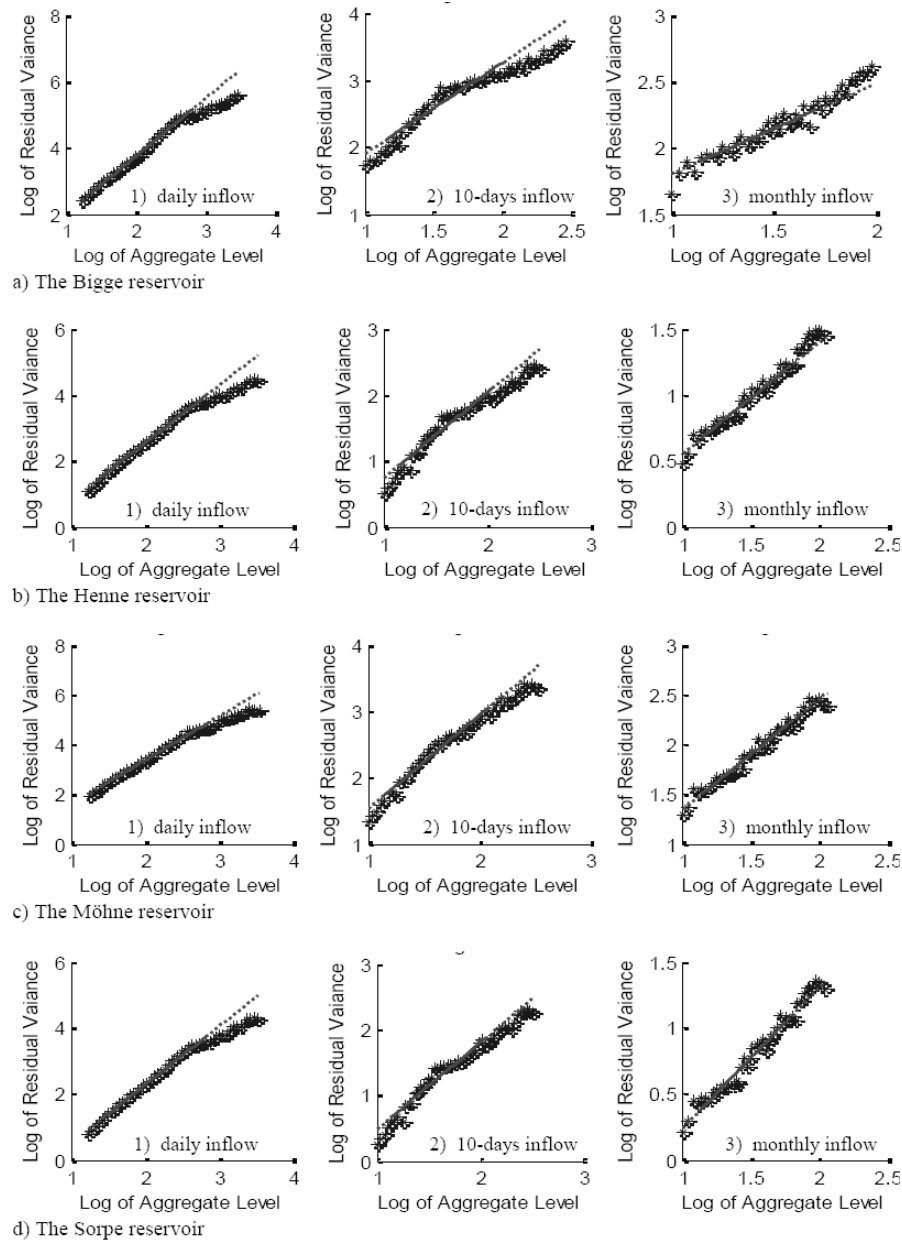 8
6
4
2
Log of Residual Vaiance
1) daily inflow
1 2 3 4
Log of Aggregate Level
4
3
2
1
Log of Residual Vaiance
2) 10-days inflow
1 1.5 2 2.5
Log of Aggregate Level
3
2.5
2
1.5
Log of Residual Vaiance
3) monthly inflow
1 1.5 2
Log of Aggregate Level
a) The Bigge reservoir
6
4
2
0
Log of Residual Vaiance
1) daily inflow
1 2 3 4
Log of Aggregate Level
3
2
1
0
Log of Residual Vaiance
2) 10-days inflow
1 2 3
Log of Aggregate Level
1.5
1
0.5
0
Log of Residual Vaiance
3) monthly inflow
1 1.5 2 2.5
Log of Aggregate Level
b) The Henne reservoir
8
6
4
2
0
Log of Residual Vaiance
1) daily inflow
1 2 3 4
Log of Aggregate Level
4
3
2
1
Log of Residual Vaiance
2) 10-days inflow
1 2 3
Log of Aggregate Level
3
2.5
2
1.5
1
Log of Residual Vaiance
3) monthly inflow
1 1.5 2 2.5
Log of Aggregate Level
c) The Möhne reservoir
6
4
2
0
Log of Residual Vaiance
1) daily inflow
1 2 3 4
Log of Aggregate Level
3
2
1
0
Log of Residual Vaiance
2) 10-days inflow
1 2 3
Log of Aggregate Level
1.5
1
0.5
0
Log of Residual Vaiance
3) monthly inflow
1 1.5 2 2.5
Log of Aggregate Level
d) The Sorpe reservoir